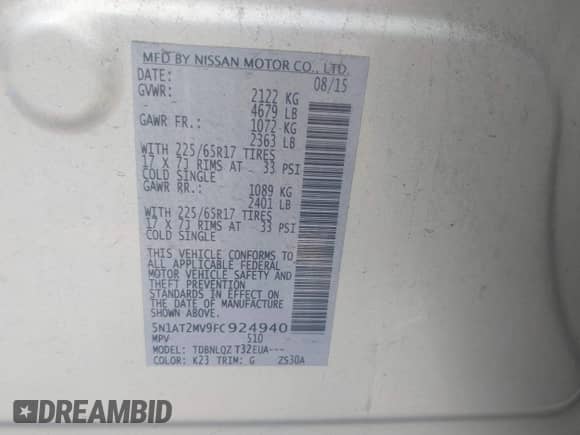 MFD BY NISSAN MOTOR CO., LTD.
DATE: 08/15
GVWR: 2122 KG
4679 LB
GAWR FR.: 1072 KG
2363 LB
WITH 225/65R17 TIRES
17 X 7J RIMS AT 33 PSI
COLD SINGLE
GAWR RR.: 1089 KG
2401 LB
WITH 225/65R17 TIRES
17 X 7J RIMS AT 33 PSI
COLD SINGLE
THIS VEHICLE CONFORMS TO
ALL APPLICABLE FEDERAL
MOTOR VEHICLE SAFETY AND
THEFT PREVENTION
STANDARDS IN EFFECT ON
THE DATE OF MANUFACTURE
SHOWN ABOVE.
5N1AT2MV9FC924940
MPV 510
MODEL: TDBNLQZ T32EUA---
COLOR: K23 TRIM: G ZS30A
DREAMBID